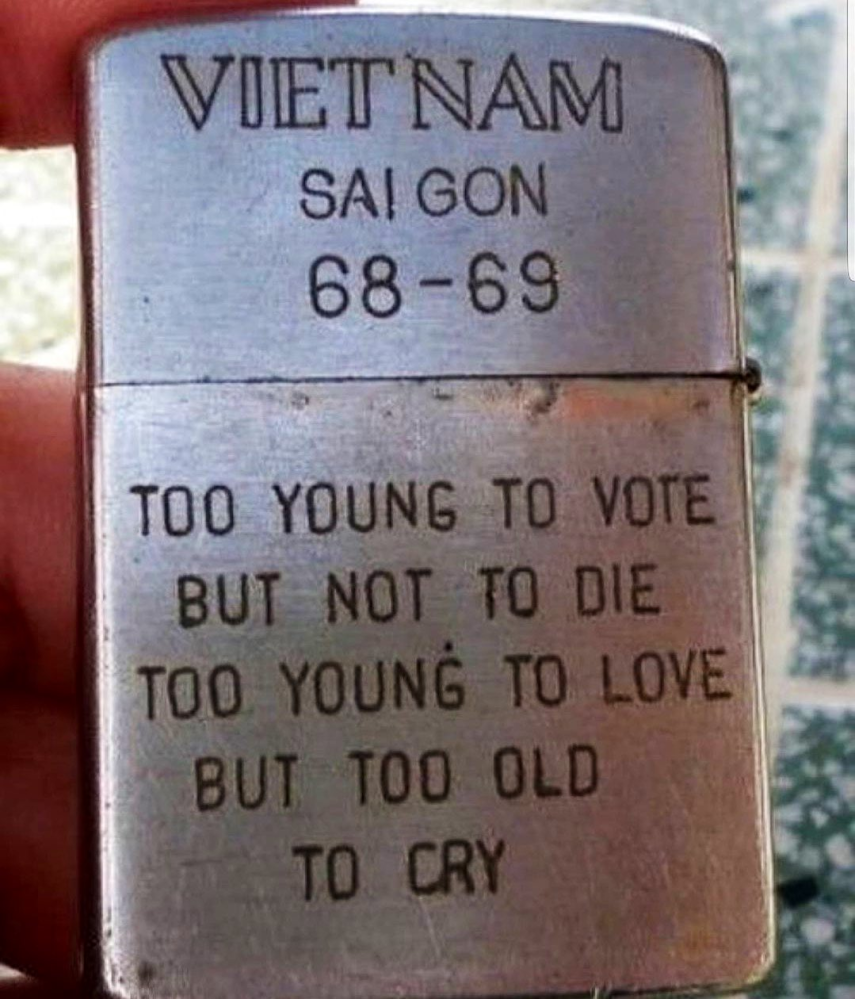 VIETNAM
SAI GON
68-69
TOO YOUNG TO VOTE
BUT NOT TO DIE
TOO YOUNG TO LOVE
BUT TOO OLD
TO CRY